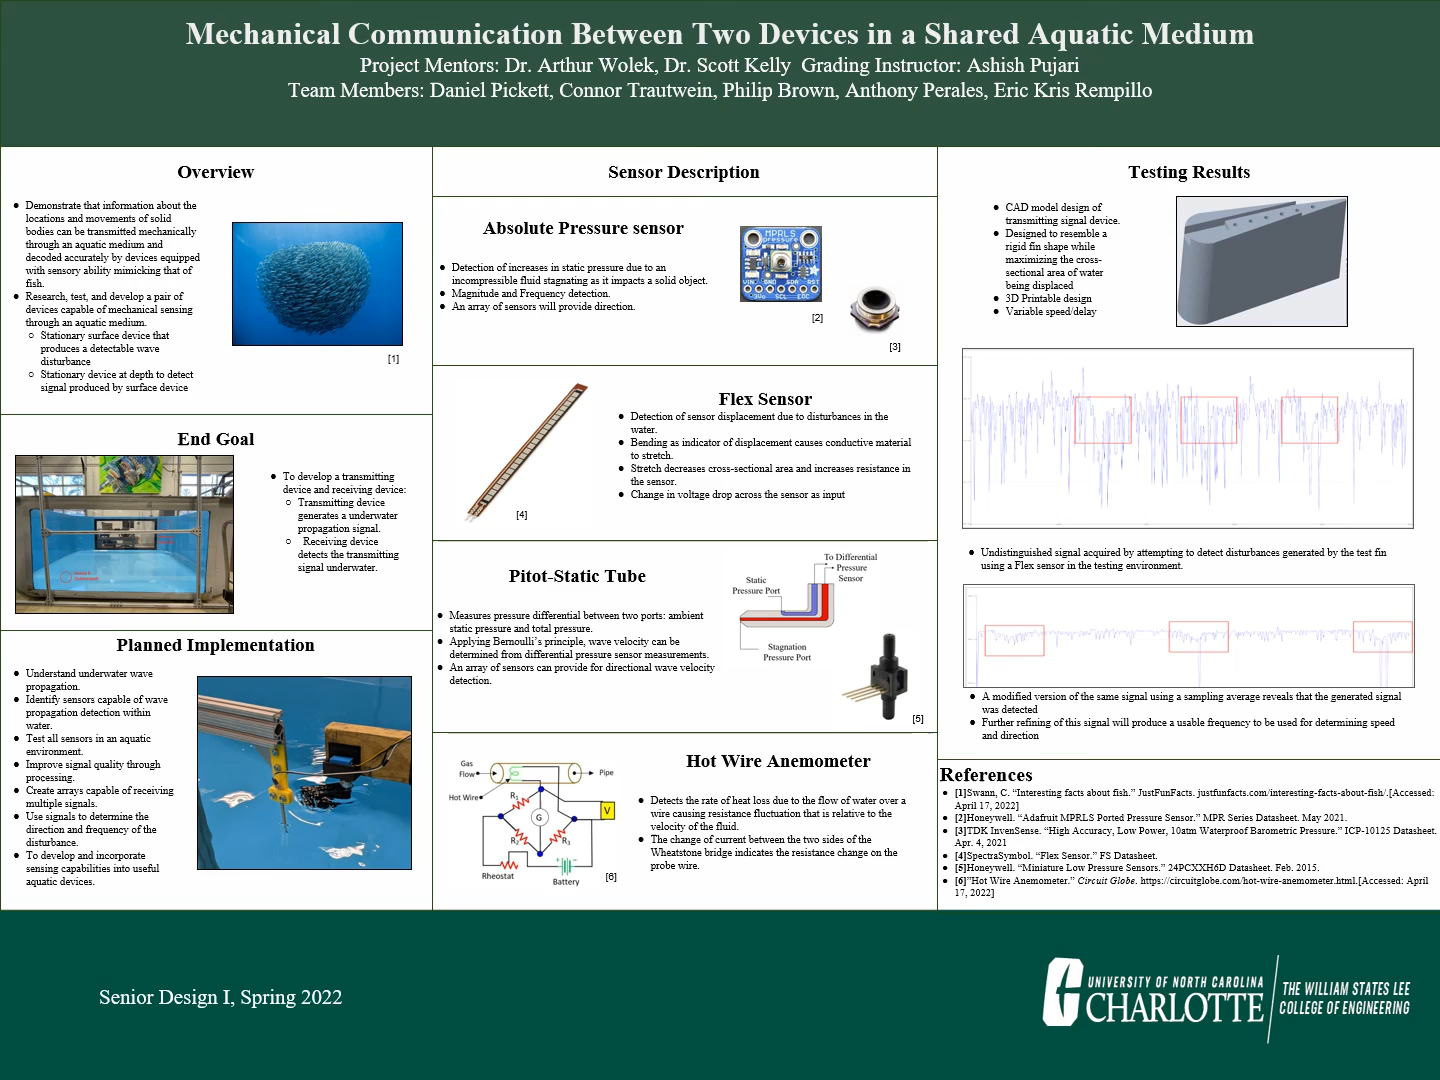 Mechanical Communication Between Two Devices in a Shared Aquatic Medium
Project Mentors: Dr. Arthur Wolek, Dr. Scott Kelly  Grading Instructor: Ashish Pujari
Team Members: Daniel Pickett, Connor Trautwein, Philip Brown, Anthony Perales, Eric Kris Rempillo
Overview
● Demonstrate that information about the
locations and movements of solid
bodies can be transmitted mechanically
through an aquatic medium and
decoded accurately by devices equipped
with sensory ability mimicking that of
fish.
● Research, test, and develop a pair of
devices capable of mechanical sensing
through an aquatic medium.
○ Stationary surface device that
produces a detectable wave
disturbance
○ Stationary device at depth to detect
signal produced by surface device
[1]
End Goal
● To develop a transmitting
device and receiving device:
○ Transmitting device
generates a underwater
propagation signal.
○ Receiving device
detects the transmitting
signal underwater.
Planned Implementation
● Understand underwater wave
propagation.
● Identify sensors capable of wave
propagation detection within
water.
● Test all sensors in an aquatic
environment.
● Improve signal quality through
processing.
● Create arrays capable of receiving
multiple signals.
● Use signals to determine the
direction and frequency of the
disturbance.
● To develop and incorporate
sensing capabilities into useful
aquatic devices.
Sensor Description
Absolute Pressure sensor
● Detection of increases in static pressure due to an
incompressible fluid stagnating as it impacts a solid object.
● Magnitude and Frequency detection.
● An array of sensors will provide direction.
MPRLS
pressure
VIN GND SDA RST
3Vo SCL EOC
[2]
[3]
Flex Sensor
● Detection of sensor displacement due to disturbances in the
water.
● Bending as indicator of displacement causes conductive material
to stretch.
● Stretch decreases cross-sectional area and increases resistance in
the sensor.
● Change in voltage drop across the sensor as input
[4]
Pitot-Static Tube
● Measures pressure differential between two ports: ambient
static pressure and total pressure.
● Applying Bernoulli's principle, wave velocity can be
determined from differential pressure sensor measurements.
● An array of sensors can provide for directional wave velocity
detection.
To Differential
Pressure
Sensor
Static
Pressure Port
Stagnation
Pressure Port
[5]
Hot Wire Anemometer
● Detects the rate of heat loss due to the flow of water over a
wire causing resistance fluctuation that is relative to the
velocity of the fluid.
● The change of current between the two sides of the
Wheatstone bridge indicates the resistance change on the
probe wire.
Gas
Flow
Pipe
Hot Wire
R1
G
V
R2
R3
Rheostat
Battery
[6]
Testing Results
● CAD model design of
transmitting signal device.
● Designed to resemble a
rigid fin shape while
maximizing the cross-
sectional area of water
being displaced
● 3D Printable design
● Variable speed/delay
● Undistinguished signal acquired by attempting to detect disturbances generated by the test fin
using a Flex sensor in the testing environment.
● A modified version of the same signal using a sampling average reveals that the generated signal
was detected
● Further refining of this signal will produce a usable frequency to be used for determining speed
and direction
References
● [1]Swann, C. “Interesting facts about fish.” JustFunFacts. justfunfacts.com/interesting-facts-about-fish/.[Accessed:
April 17, 2022]
● [2]Honeywell. “Adafruit MPRLS Ported Pressure Sensor.” MPR Series Datasheet. May 2021.
● [3]TDK InvenSense. “High Accuracy, Low Power, 10atm Waterproof Barometric Pressure.” ICP-10125 Datasheet.
Apr. 4, 2021
● [4]SpectraSymbol. “Flex Sensor.” FS Datasheet.
● [5]Honeywell. “Miniature Low Pressure Sensors.” 24PCXXH6D Datasheet. Feb. 2015.
● [6]”Hot Wire Anemometer.” Circuit Globe. https://circuitglobe.com/hot-wire-anemometer.html.[Accessed: April
17, 2022]
Senior Design I, Spring 2022
UNIVERSITY OF NORTH CAROLINA
CHARLOTTE
THE WILLIAM STATES LEE
COLLEGE OF ENGINEERING